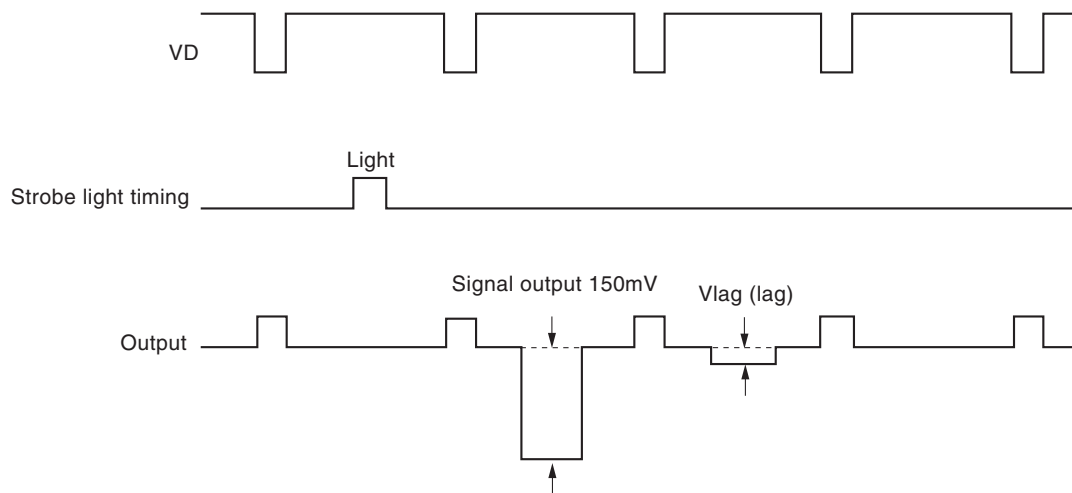 VD
Light
Strobe light timing
Signal output 150mV
Vlag (lag)
Output